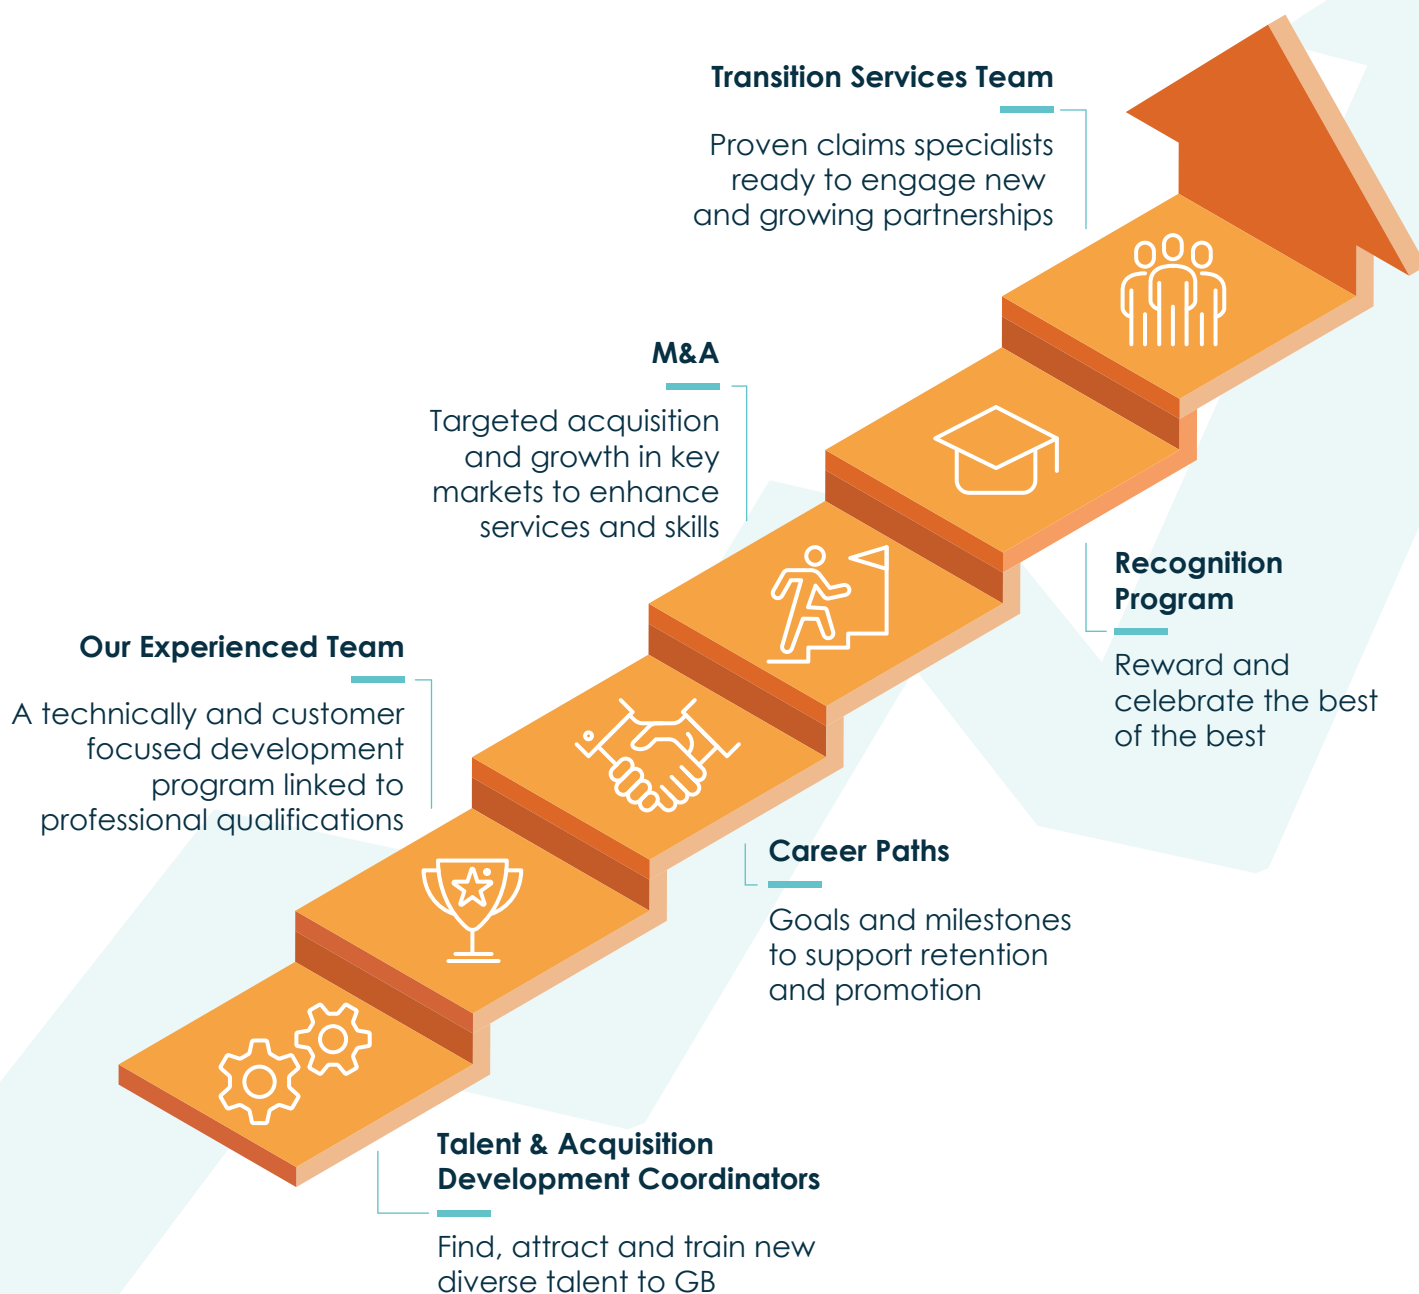 Transition Services Team
Proven claims specialists
ready to engage new
and growing partnerships
M&A
Targeted acquisition
and growth in key
markets to enhance
services and skills
Recognition
Program
Reward and
celebrate the best
of the best
Our Experienced Team
A technically and customer
focused development
program linked to
professional qualifications
Career Paths
Goals and milestones
to support retention
and promotion
Talent & Acquisition
Development Coordinators
Find, attract and train new
diverse talent to GB